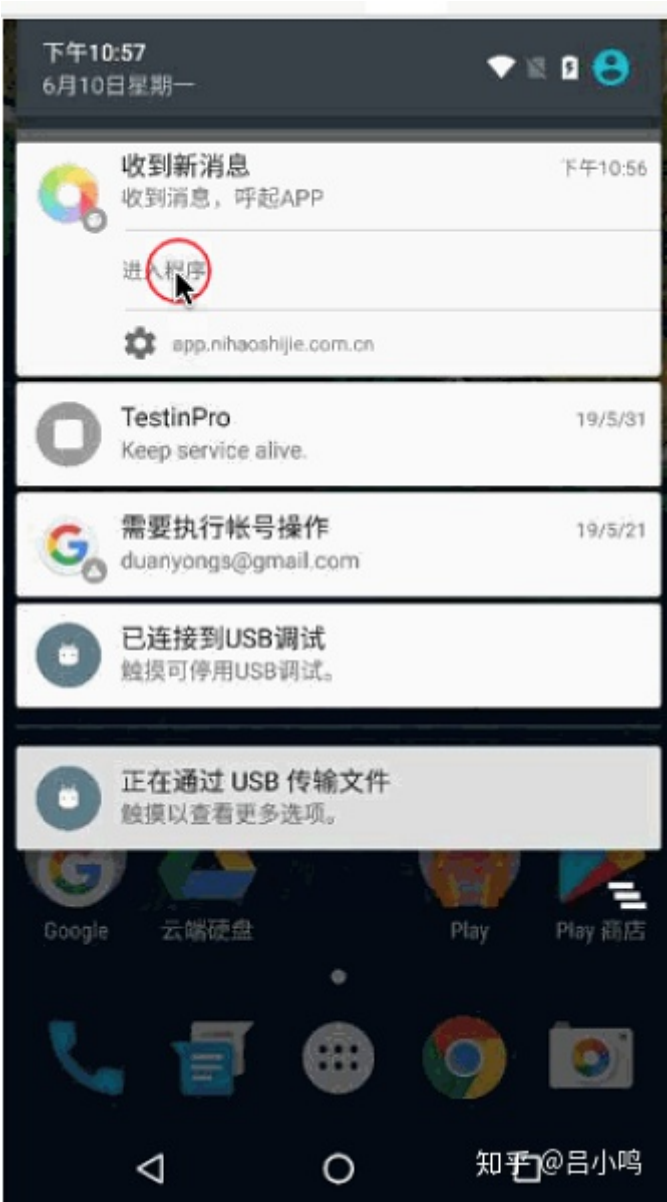 下午10:57
6月10日星期一
收到新消息
下午10:56
收到消息，呼起APP
进入程序
app.nihaoshijie.com.cn
TestinPro
19/5/31
Keep service alive.
需要执行帐号操作
19/5/21
duanyongs@gmail.com
已连接到USB调试
触摸可停用USB调试。
正在通过 USB 传输文件
触摸以查看更多选项。
Google
云端硬盘
Play
Play 商店
知乎 @吕小鸣